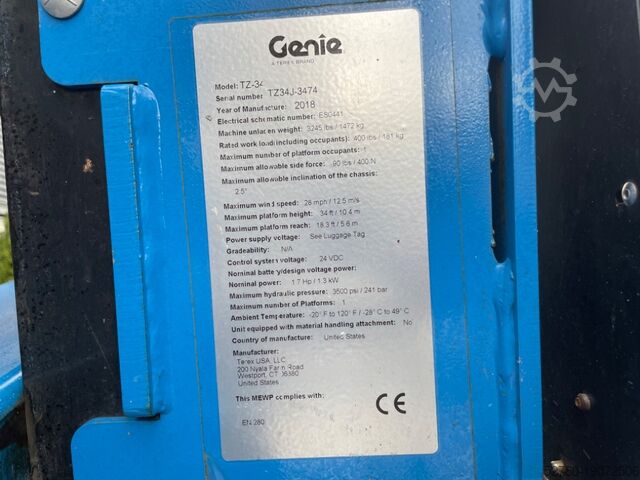 Genie
A TEREX BRAND
Model: TZ-34
Serial number: TZ34J-3474
Year of Manufacture: 2018
Electrical schematic number: ES0441
Machine unladen weight: 3245 lbs / 1472 kg
Rated work load (including occupants): 400 lbs / 181 kg
Maximum number of platform occupants: 1
Maximum allowable side force: 90 lbs / 400 N
Maximum allowable inclination of the chassis:
2.5°
Maximum wind speed: 28 mph / 12.5 m/s
Maximum platform height: 34 ft / 10.4 m
Maximum platform reach: 18.3 ft / 5.6 m
Power supply voltage: See Luggage Tag
Gradeability: N/A
Control system voltage: 24 VDC
Nominal battery/design voltage power:
Nominal power: 1.7 Hp / 1.3 kW
Maximum hydraulic pressure: 3500 psi / 241 bar
Maximum number of Platforms: 1
Ambient Temperature: -20° F to 120° F / -28° C to 49° C
Unit equipped with material handling attachment: No
Country of manufacture: United States
Manufacturer:
Terex USA, LLC
200 Nyala Farm Road
Westport, CT 06880
United States
This MEWP complies with:
CE
EN 280
machineseeker